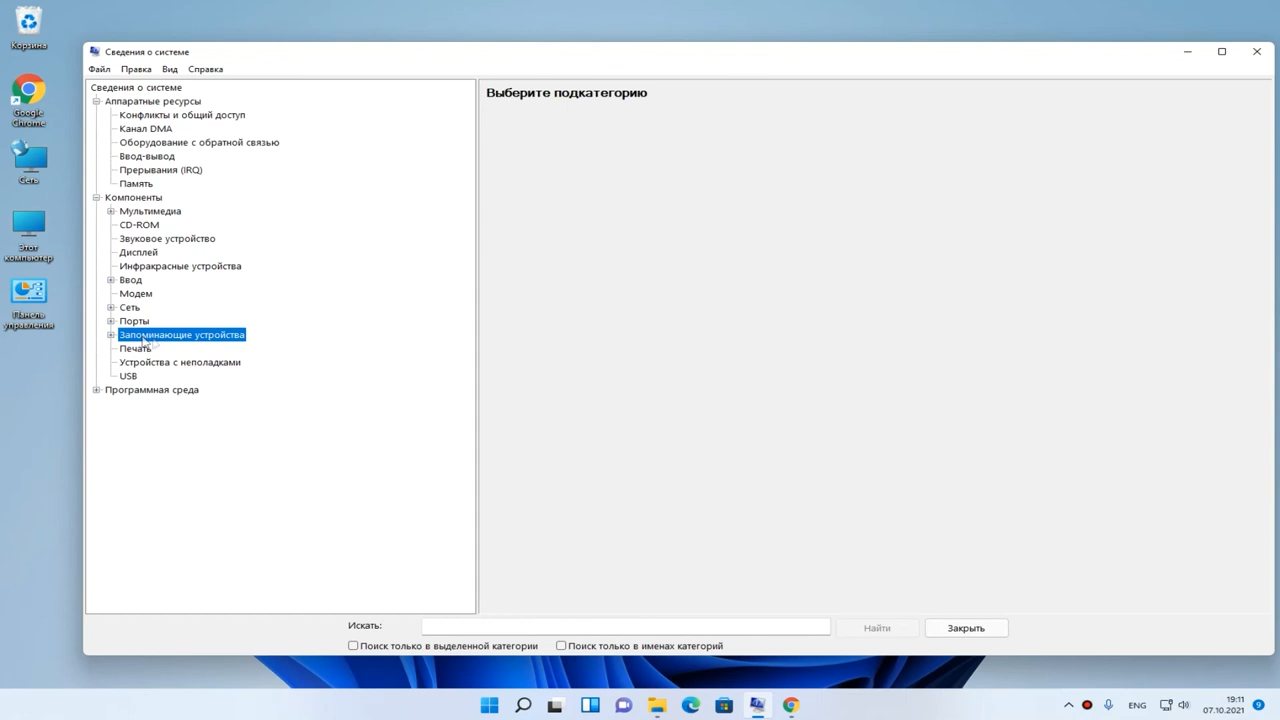 Корзина
Google Chrome
Сеть
Этот компьютер
Панель управления
Сведения о системе
Файл Правка Вид Справка
Сведения о системе
Аппаратные ресурсы
Конфликты и общий доступ
Канал DMA
Оборудование с обратной связью
Ввод-вывод
Прерывания (IRQ)
Память
Компоненты
Мультимедиа
CD-ROM
Звуковое устройство
Дисплей
Инфракрасные устройства
Ввод
Модем
Сеть
Порты
Запоминающие устройства
Печать
Устройства с неполадками
USB
Программная среда
Выберите подкатегорию
Искать:
Найти
Закрыть
Поиск только в выделенной категории
Поиск только в именах категорий
ENG
19:11
07.10.2021
9